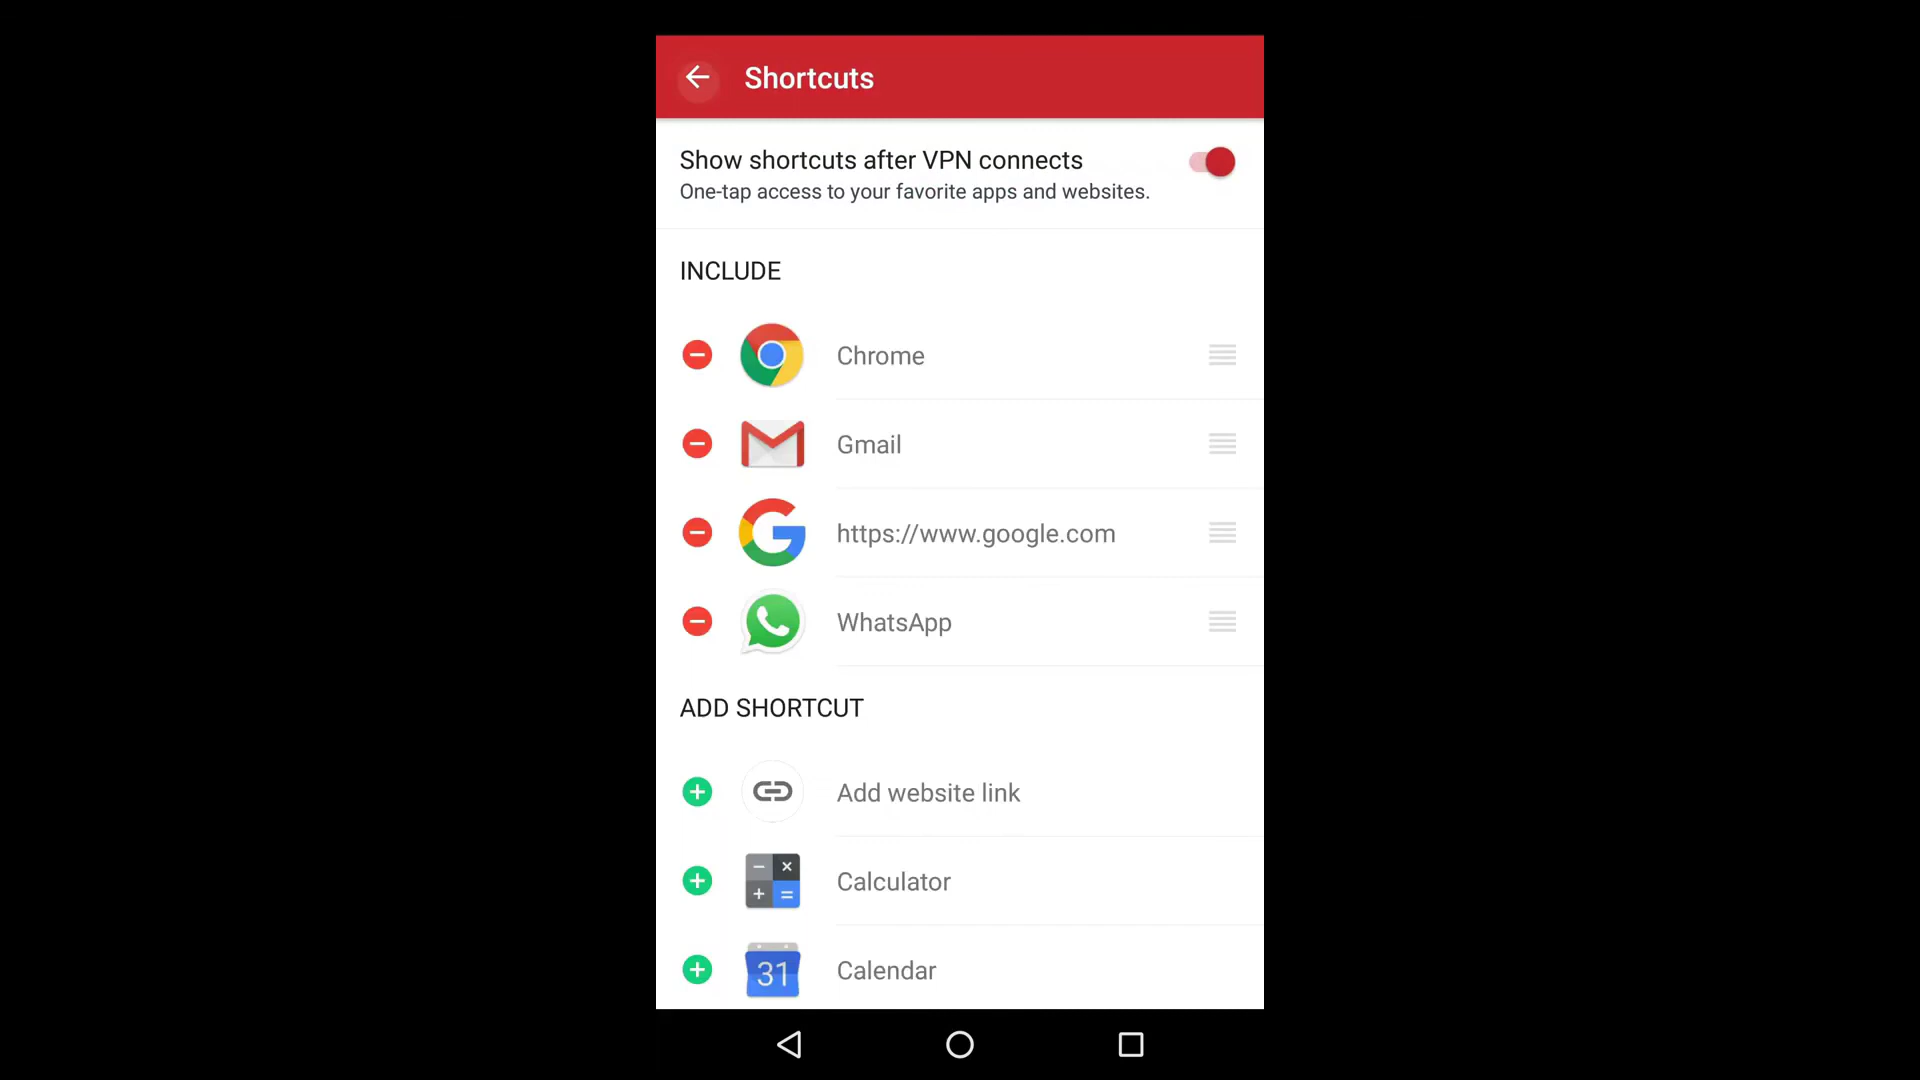 Shortcuts
Show shortcuts after VPN connects
One-tap access to your favorite apps and websites.
INCLUDE
Chrome
Gmail
https://www.google.com
WhatsApp
ADD SHORTCUT
Add website link
Calculator
31
Calendar